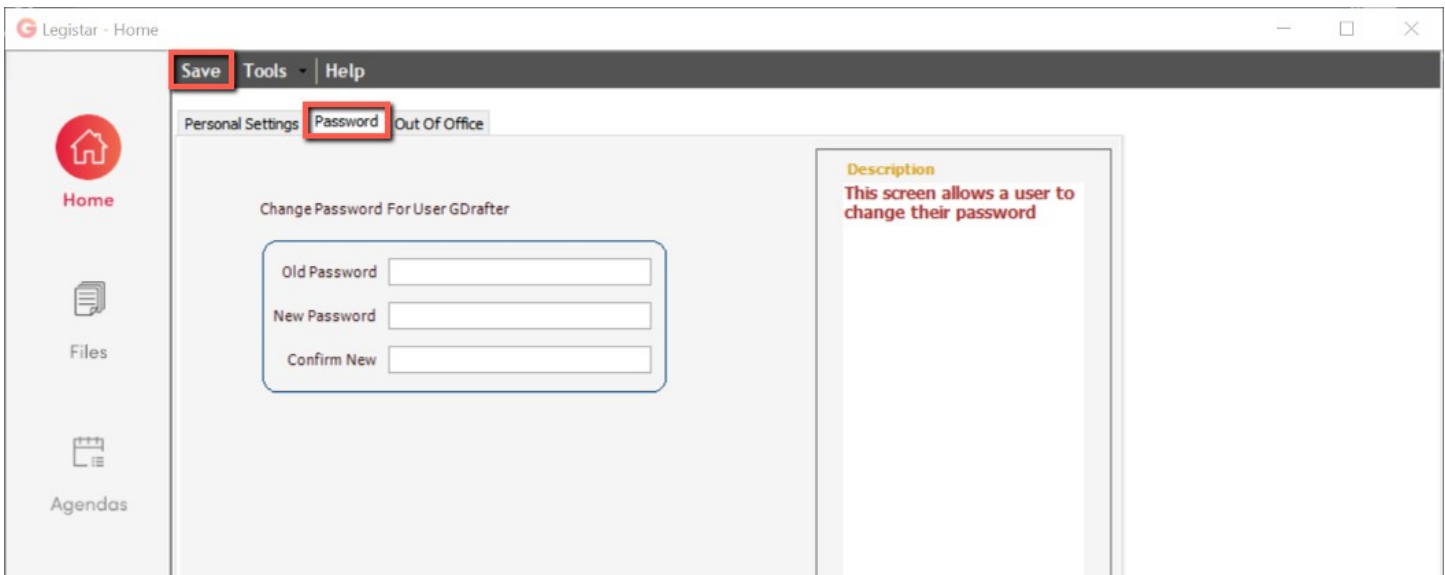 G Legistar - Home
Save Tools Help
Personal Settings Password Out Of Office
Home
Files
Agendas
Change Password For User GDrafter
Old Password
New Password
Confirm New
Description
This screen allows a user to
change their password